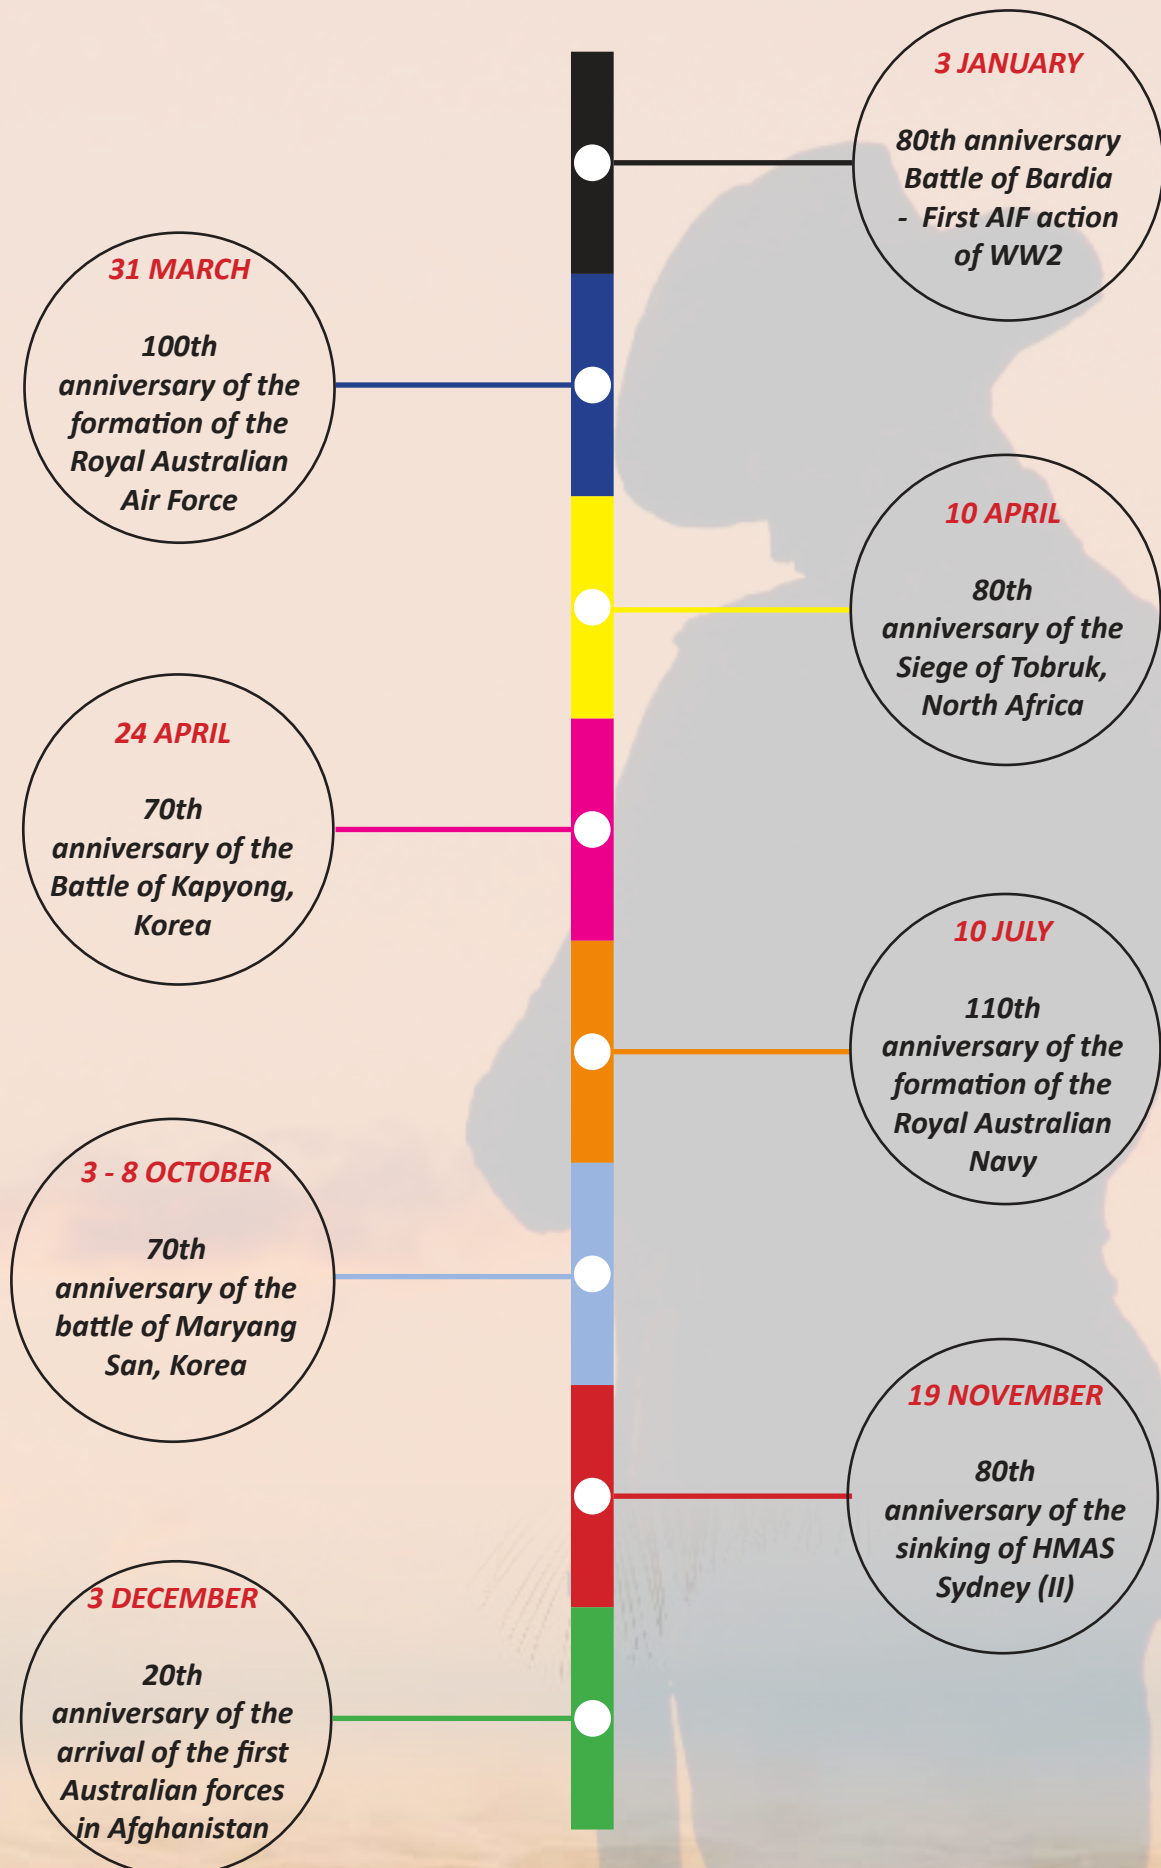 3 JANUARY
80th anniversary
Battle of Bardia
- First AIF action
of WW2
31 MARCH
100th
anniversary of the
formation of the
Royal Australian
Air Force
10 APRIL
80th
anniversary of the
Siege of Tobruk,
North Africa
24 APRIL
70th
anniversary of the
Battle of Kapyong,
Korea
10 JULY
110th
anniversary of the
formation of the
Royal Australian
Navy
3 - 8 OCTOBER
70th
anniversary of the
battle of Maryang
San, Korea
19 NOVEMBER
80th
anniversary of the
sinking of HMAS
Sydney (II)
3 DECEMBER
20th
anniversary of the
arrival of the first
Australian forces
in Afghanistan